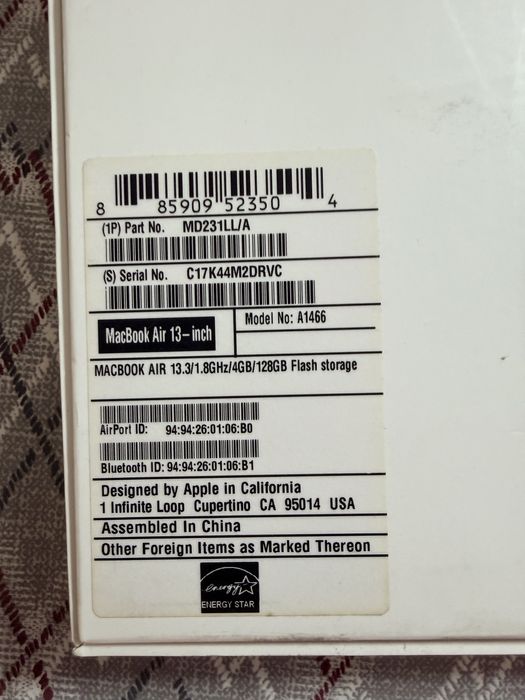 8 85909 52350 4
(1P) Part No. MD231LL/A
(S) Serial No. C17K44M2DRVC
MacBook Air 13-inch
Model No: A1466
MACBOOK AIR 13.3/1.8GHz/4GB/128GB Flash storage
AirPort ID: 94:94:26:01:06:B0
Bluetooth ID: 94:94:26:01:06:B1
Designed by Apple in California
1 Infinite Loop Cupertino CA 95014 USA
Assembled In China
Other Foreign Items as Marked Thereon
energy
ENERGY STAR